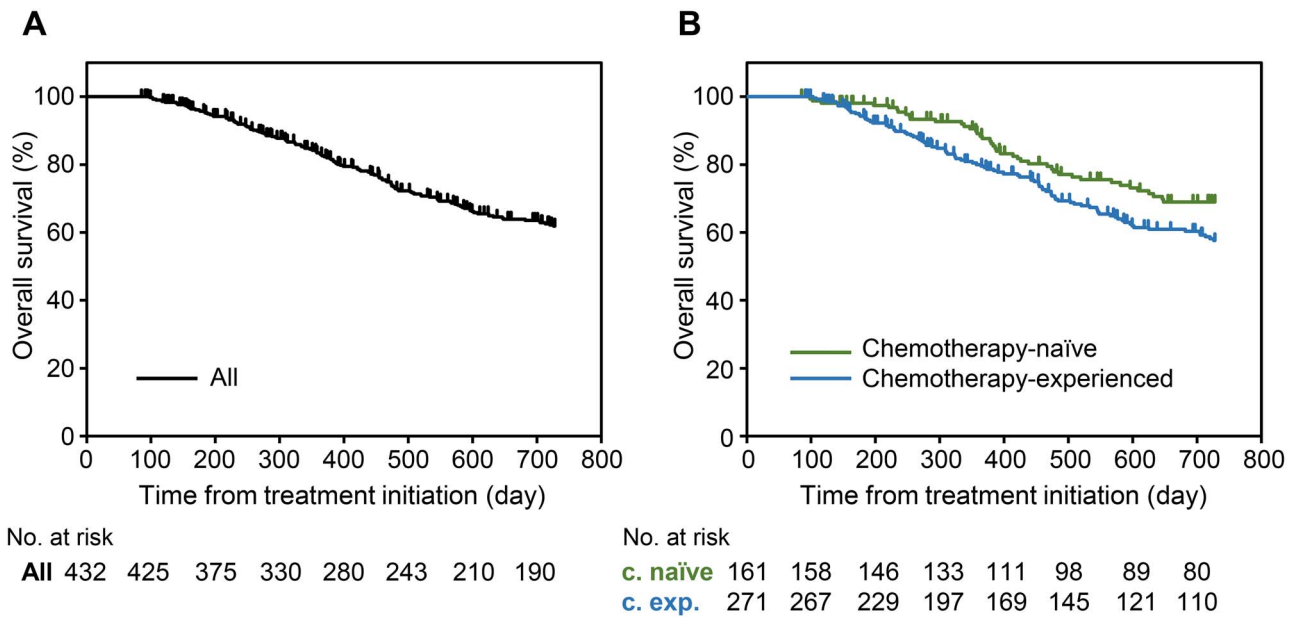 A
Overall survival (%)
100
80
60
40
20
0
All
0 100 200 300 400 500 600 700 800
Time from treatment initiation (day)
No. at risk
All 432 425 375 330 280 243 210 190
B
Overall survival (%)
100
80
60
40
20
0
Chemotherapy-naïve
Chemotherapy-experienced
0 100 200 300 400 500 600 700 800
Time from treatment initiation (day)
No. at risk
c. naïve 161 158 146 133 111 98 89 80
c. exp. 271 267 229 197 169 145 121 110